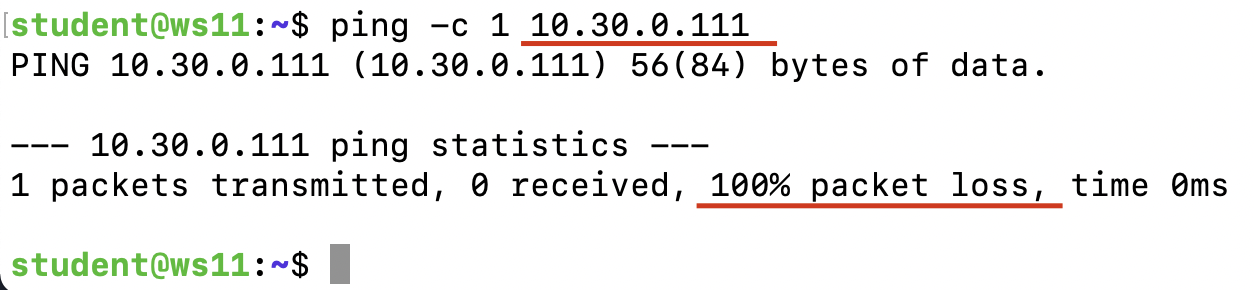 student@ws11:~$ ping -c 1 10.30.0.111
PING 10.30.0.111 (10.30.0.111) 56(84) bytes of data.
--- 10.30.0.111 ping statistics ---
1 packets transmitted, 0 received, 100% packet loss, time 0ms
student@ws11:~$